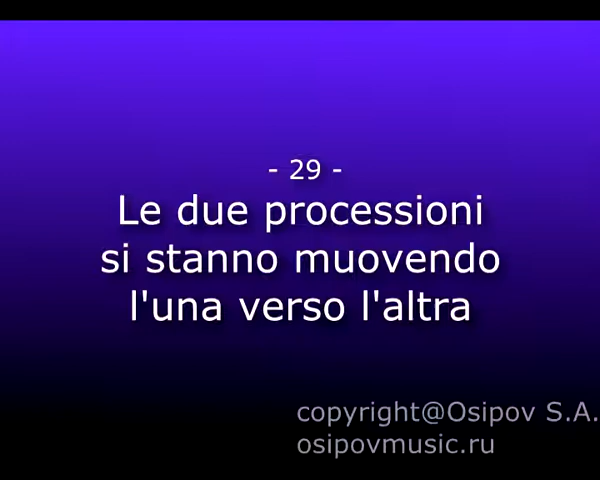 - 29 -
Le due processioni
si stanno muovendo
l'una verso l'altra
copyright@Osipov S.A.
osipovmusic.ru